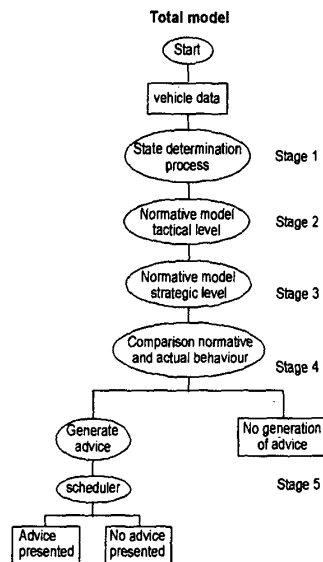 Total model
Start
vehicle data
State determination
process
Stage 1
Normative model
tactical level
Stage 2
Normative model
strategic level
Stage 3
Comparison normative
and actual behaviour
Stage 4
Generate
advice
No generation
of advice
scheduler
Stage 5
Advice
presented
No advice
presented